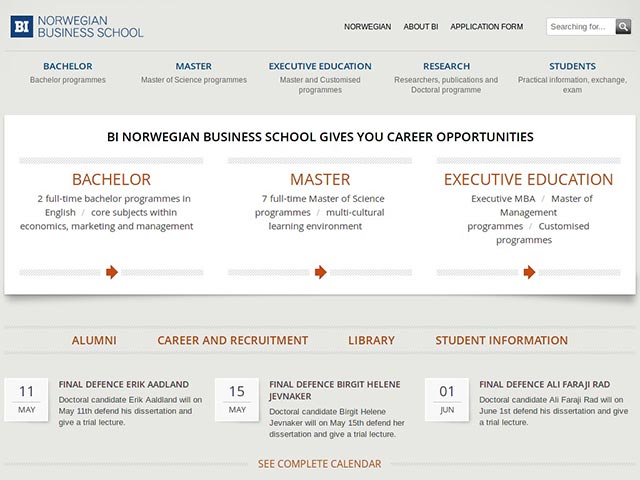 BI NORWEGIAN
BUSINESS SCHOOL
NORWEGIAN ABOUT BI APPLICATION FORM
Searching for...
BACHELOR
Bachelor programmes
MASTER
Master of Science programmes
EXECUTIVE EDUCATION
Master and Customised
programmes
RESEARCH
Researchers, publications and
Doctoral programme
STUDENTS
Practical information, exchange,
exam
BI NORWEGIAN BUSINESS SCHOOL GIVES YOU CAREER OPPORTUNITIES
BACHELOR
2 full-time bachelor programmes in
English / core subjects within
economics, marketing and management
MASTER
7 full-time Master of Science
programmes / multi-cultural
learning environment
EXECUTIVE EDUCATION
Executive MBA / Master of
Management
programmes / Customised
programmes
ALUMNI CAREER AND RECRUITMENT LIBRARY STUDENT INFORMATION
11
MAY
FINAL DEFENCE ERIK AADLAND
Doctoral candidate Erik Aadland will on
May 11th defend his dissertation and
give a trial lecture.
15
MAY
FINAL DEFENCE BIRGIT HELENE
JEVNAKER
Doctoral candidate Birgit Helene
Jevnaker will on May 15th defend her
dissertation and give a trial lecture.
01
JUN
FINAL DEFENCE ALI FARAJI RAD
Doctoral candidate Ali Faraji Rad will on
June 1st defend his dissertation and give
a trial lecture.
SEE COMPLETE CALENDAR